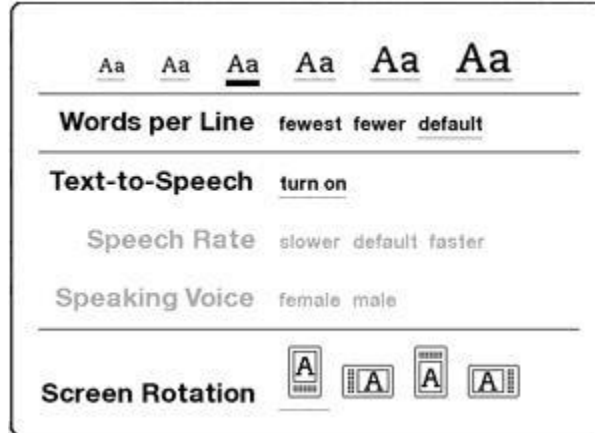 Aa Aa Aa Aa Aa Aa
Words per Line fewest fewer default
Text-to-Speech turn on
Speech Rate slower default faster
Speaking Voice female male
A A A A
Screen Rotation